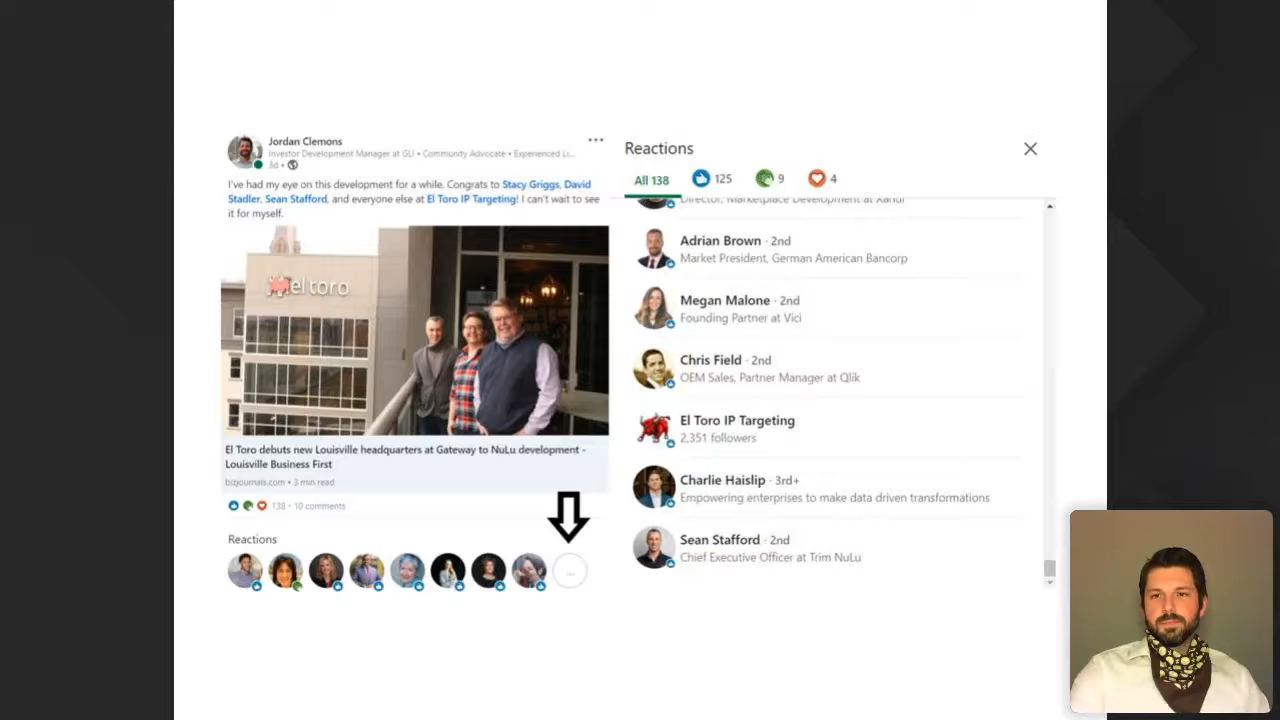 Jordan Clemons
Investor Development Manager at GLI • Community Advocate • Experienced Li...
3d •
I've had my eye on this development for a while. Congrats to Stacy Griggs, David
Stadler, Sean Stafford, and everyone else at El Toro IP Targeting! I can't wait to see
it for myself.
el toro
El Toro debuts new Louisville headquarters at Gateway to NuLu development -
Louisville Business First
bizjournals.com • 3 min read
138 · 10 comments
Reactions
...
Reactions
All 138 125 9 4
Director, Marketplace Development at Xandr
Adrian Brown · 2nd
Market President, German American Bancorp
Megan Malone · 2nd
Founding Partner at Vici
Chris Field · 2nd
OEM Sales, Partner Manager at Qlik
El Toro IP Targeting
2,351 followers
Charlie Haislip · 3rd+
Empowering enterprises to make data driven transformations
Sean Stafford · 2nd
Chief Executive Officer at Trim NuLu